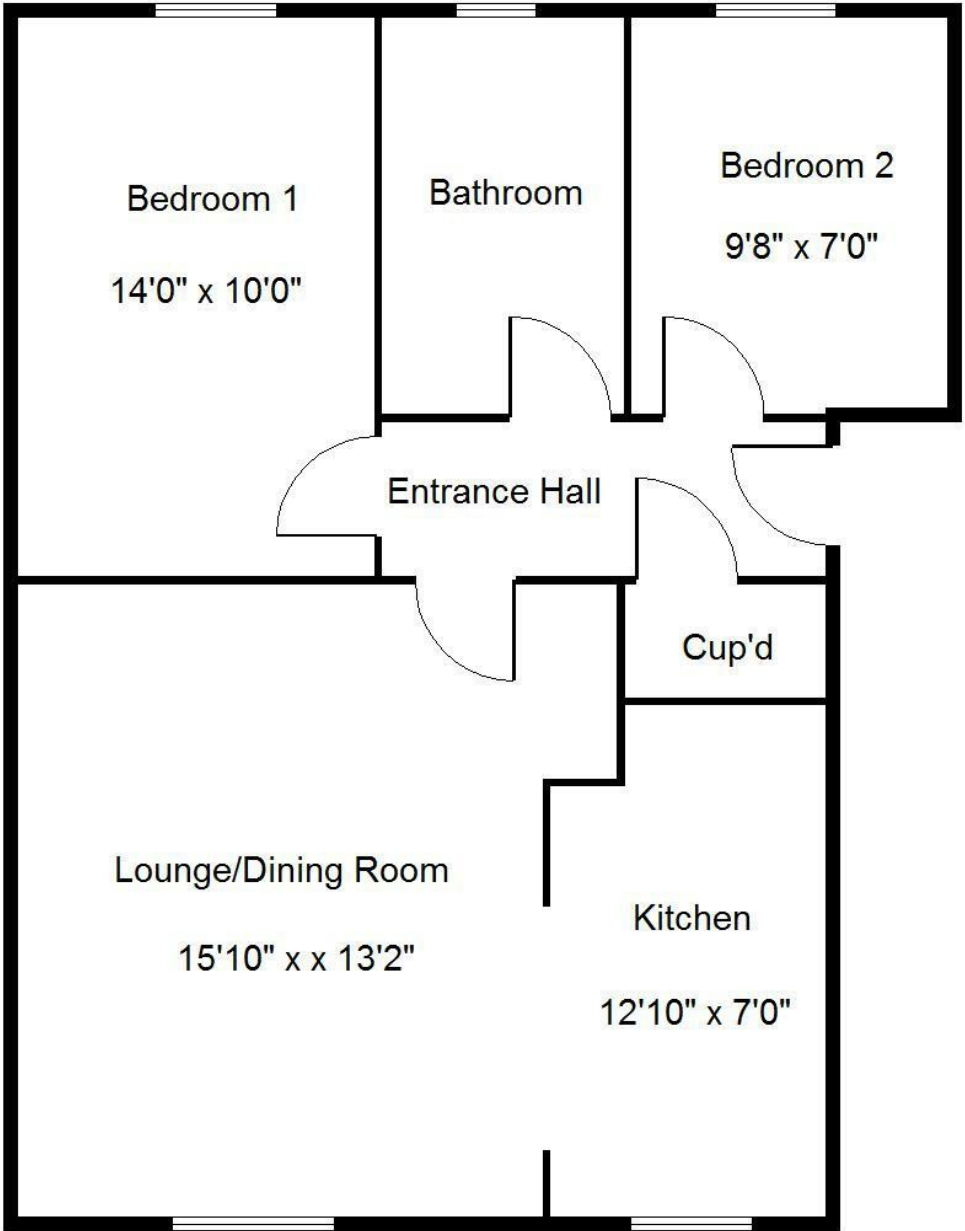 Bedroom 1
14'0" x 10'0"
Bathroom
Bedroom 2
9'8" x 7'0"
Entrance Hall
Cup'd
Lounge/Dining Room
15'10" x x 13'2"
Kitchen
12'10" x 7'0"